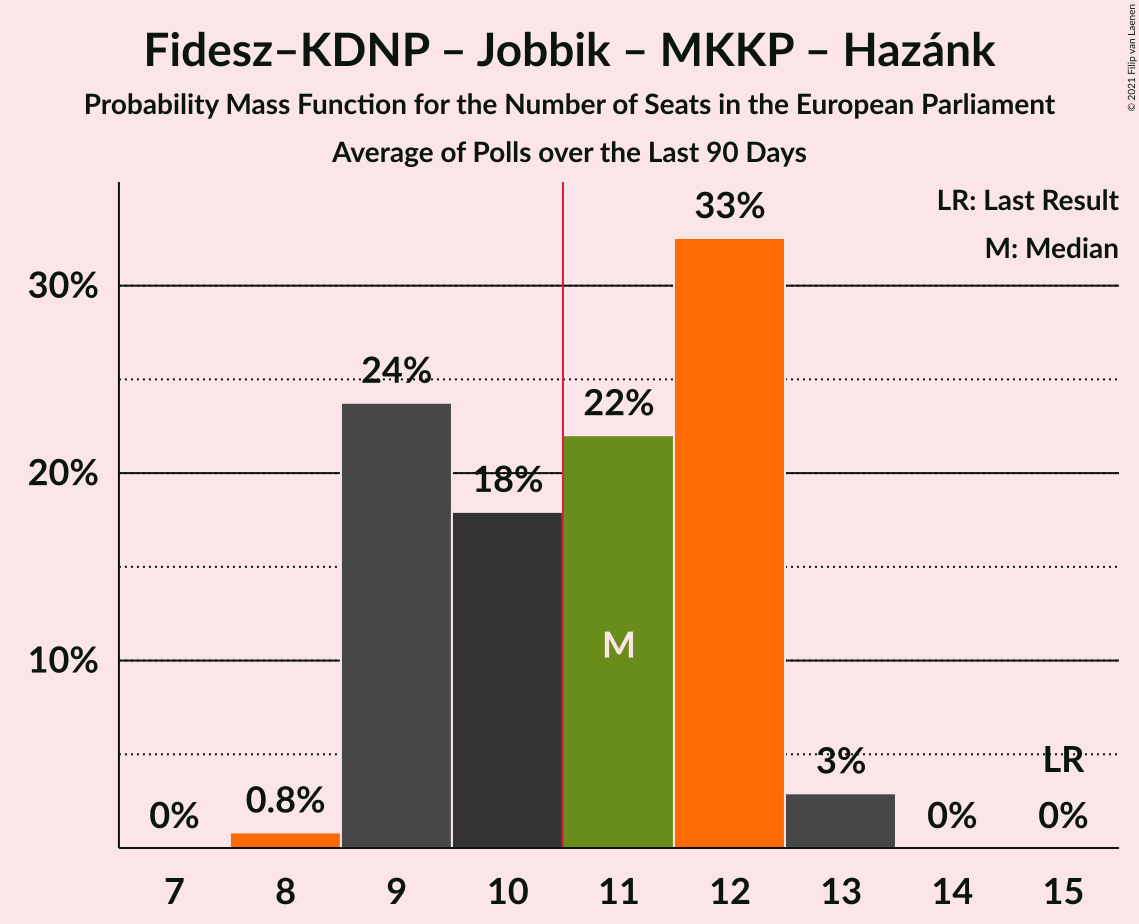 Fidesz–KDNP – Jobbik – MKKP – Hazánk
Probability Mass Function for the Number of Seats in the European Parliament
Average of Polls over the Last 90 Days
© 2021 Filip van Laenen
LR: Last Result
M: Median
33%
30%
24%
22%
20%
18%
M
10%
3%
LR
0%
0.8%
0%
0%
7 8 9 10 11 12 13 14 15